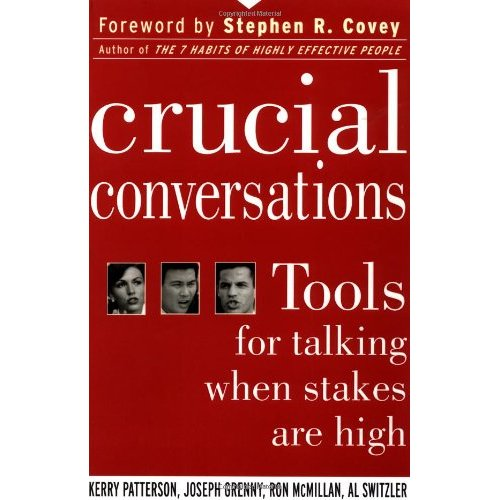 Foreword by Stephen R. Covey
Author of THE 7 HABITS OF HIGHLY EFFECTIVE PEOPLE
crucial
conversations
Tools
for talking
when stakes
are high
KERRY PATTERSON, JOSEPH GRENNY, RON McMILLAN, AL SWITZLER